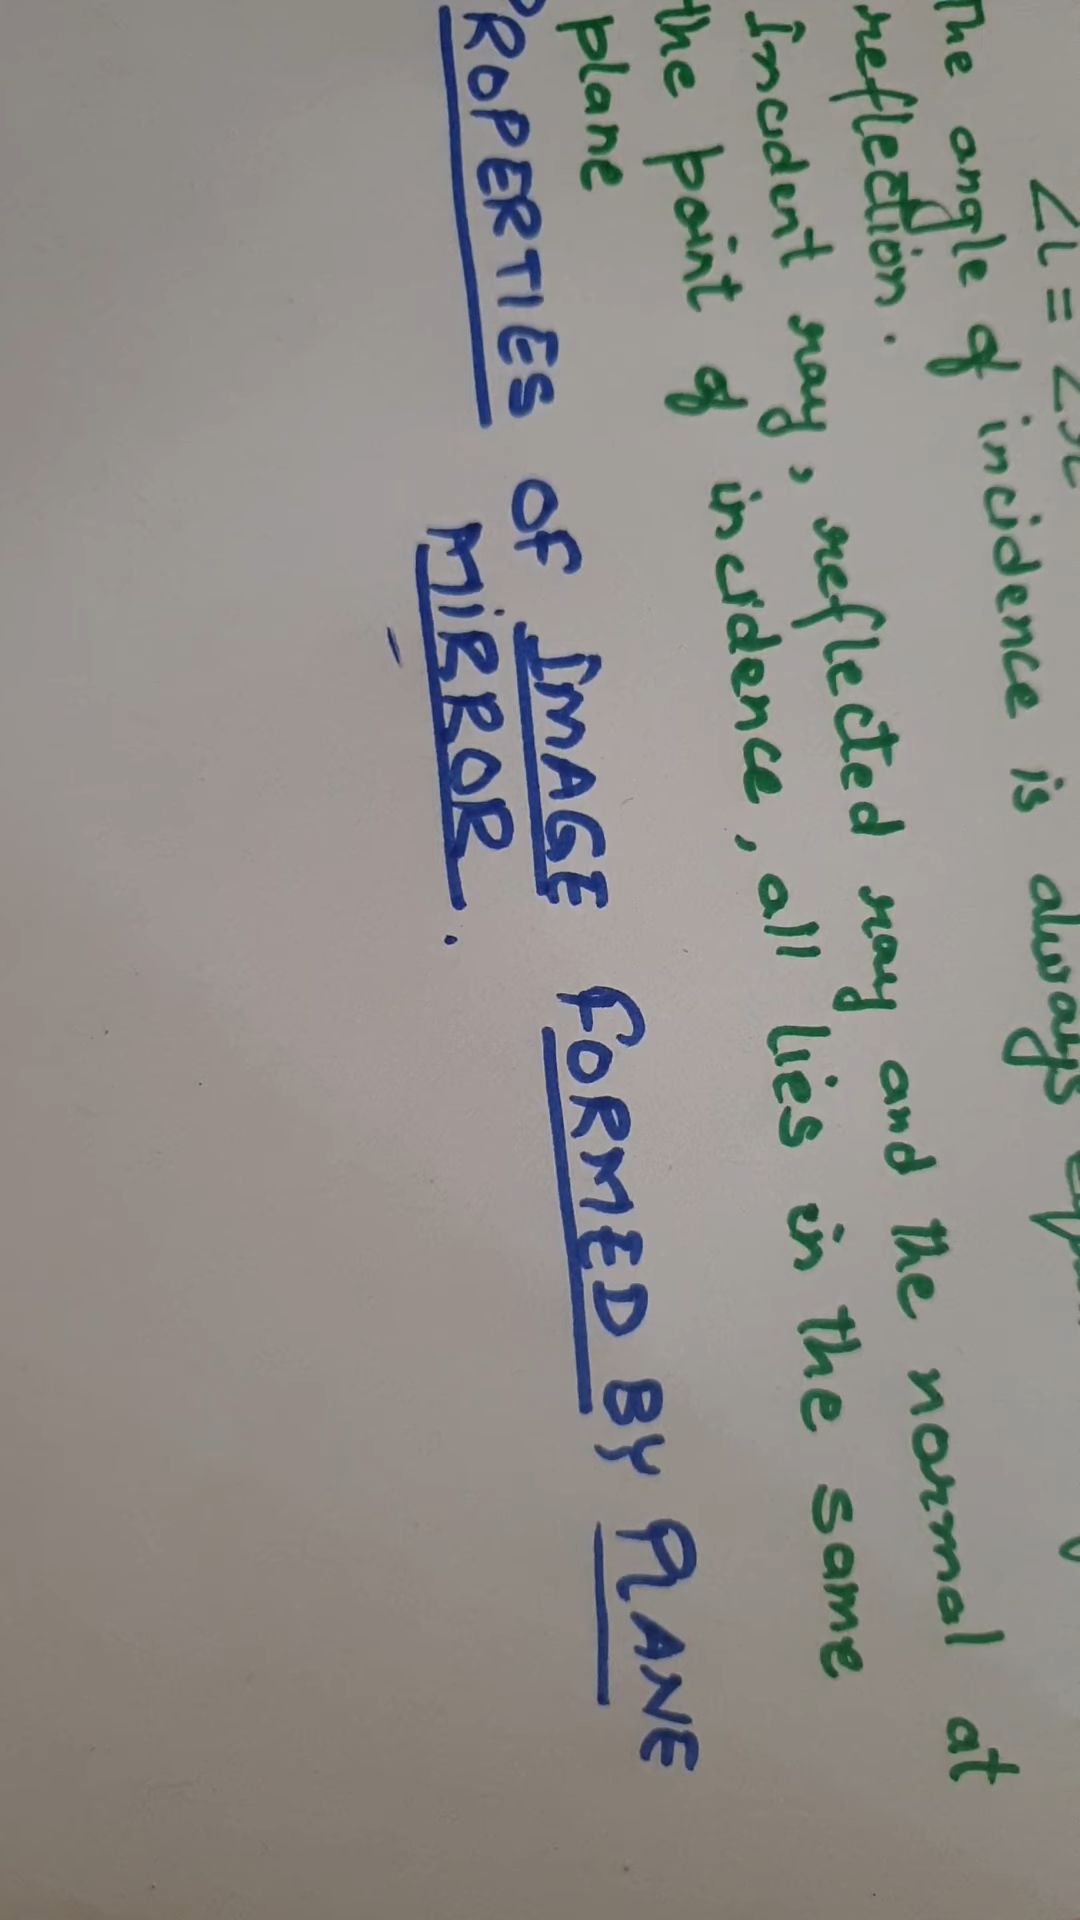 ∠i = ∠r
The angle of incidence is always
reflection.
Incident ray, reflected ray and the normal at
the point of incidence, all lies in the same
plane
PROPERTIES OF IMAGE FORMED BY PLANE
MIRROR.